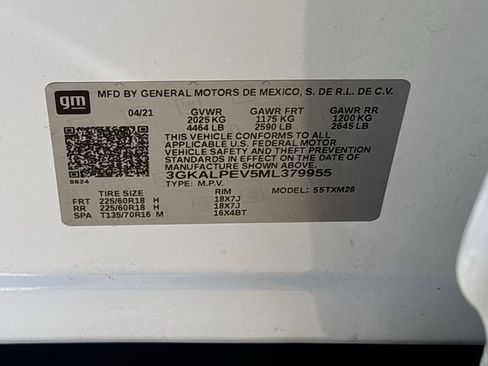 gm
MFD BY GENERAL MOTORS DE MEXICO, S. DE R.L. DE C.V.
04/21 GVWR GAWR FRT GAWR RR
2025 KG 1175 KG 1200 KG
4464 LB 2590 LB 2645 LB
THIS VEHICLE CONFORMS TO ALL
APPLICABLE U.S. FEDERAL MOTOR
VEHICLE SAFETY, BUMPER, AND THEFT
PREVENTION STANDARDS IN EFFECT ON THE DATE OF
MANUFACTURE SHOWN ABOVE.
3GKALPEV5ML379955
8624
TYPE: M.P.V. MODEL: 55TXM26
TIRE SIZE RIM
FRT 225/60R18 H 18X7J
RR 225/60R18 H 18X7J
SPA T135/70R16 M 16X4BT